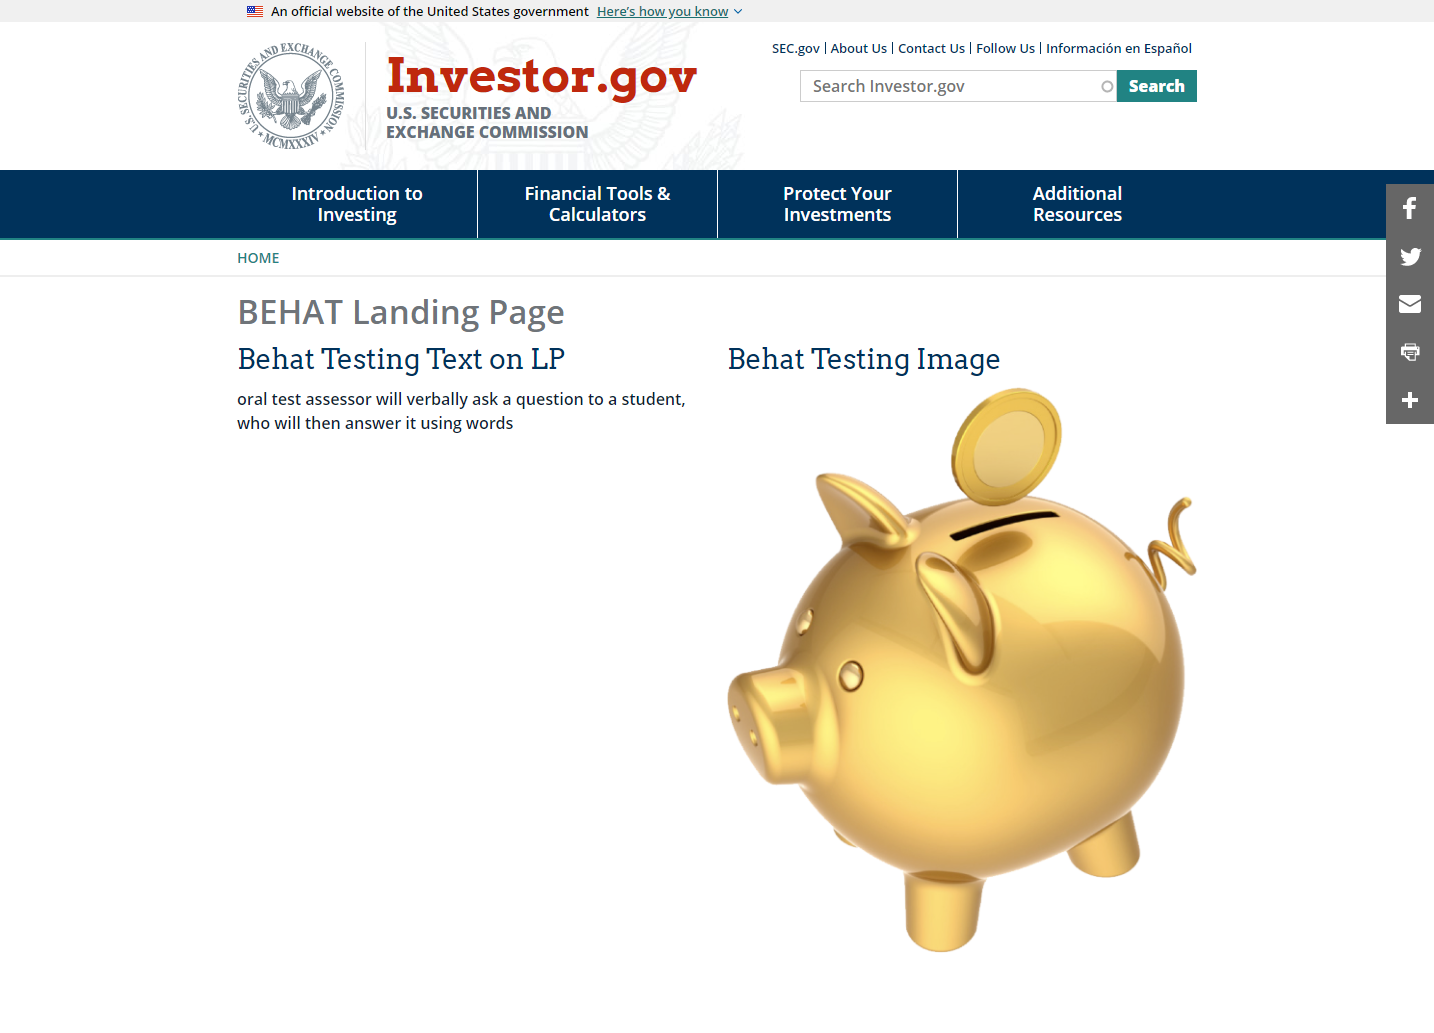 An official website of the United States government Here's how you know
SECURITIES AND EXCHANGE COMMISSION
U.S.
MCMXXXIV
Investor.gov
U.S. SECURITIES AND
EXCHANGE COMMISSION
SEC.gov | About Us | Contact Us | Follow Us | Información en Español
Search Investor.gov
Search
Introduction to
Investing
Financial Tools &
Calculators
Protect Your
Investments
Additional
Resources
HOME
BEHAT Landing Page
Behat Testing Text on LP
oral test assessor will verbally ask a question to a student,
who will then answer it using words
Behat Testing Image